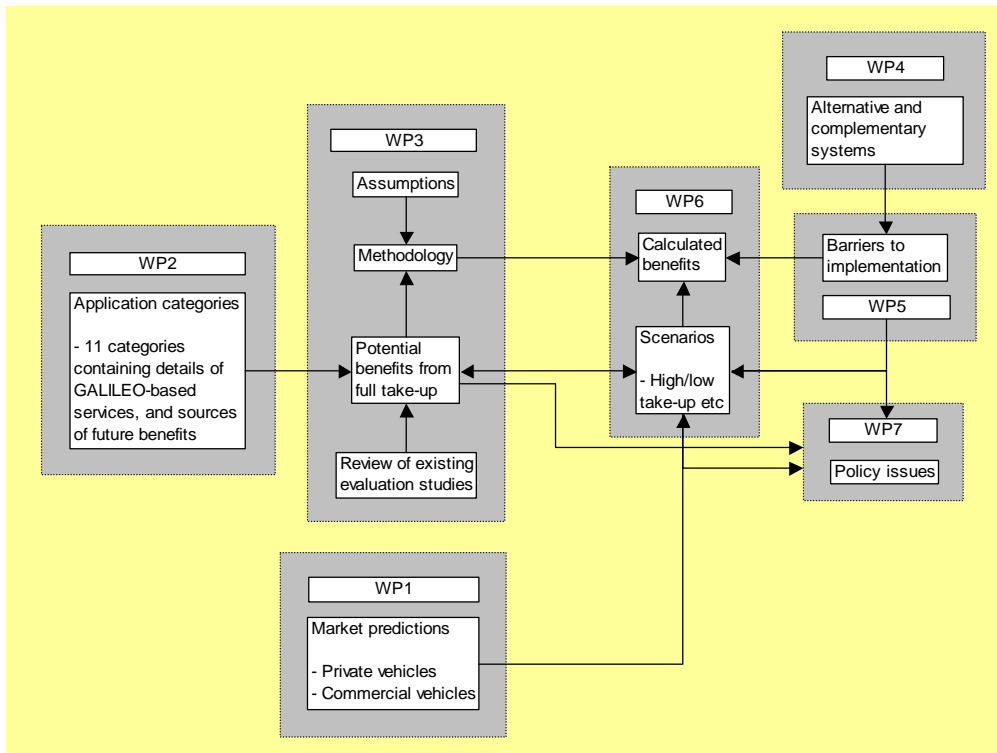 WP4
Alternative and
complementary
systems
WP3
Assumptions
Methodology
Potential
benefits from
full take-up
Review of existing
evaluation studies
WP6
Calculated
benefits
Scenarios
- High/low
take-up etc
Barriers to
implementation
WP5
WP2
Application categories
- 11 categories
containing details of
GALILEO-based
services, and sources
of future benefits
WP7
Policy issues
WP1
Market predictions
- Private vehicles
- Commercial vehicles